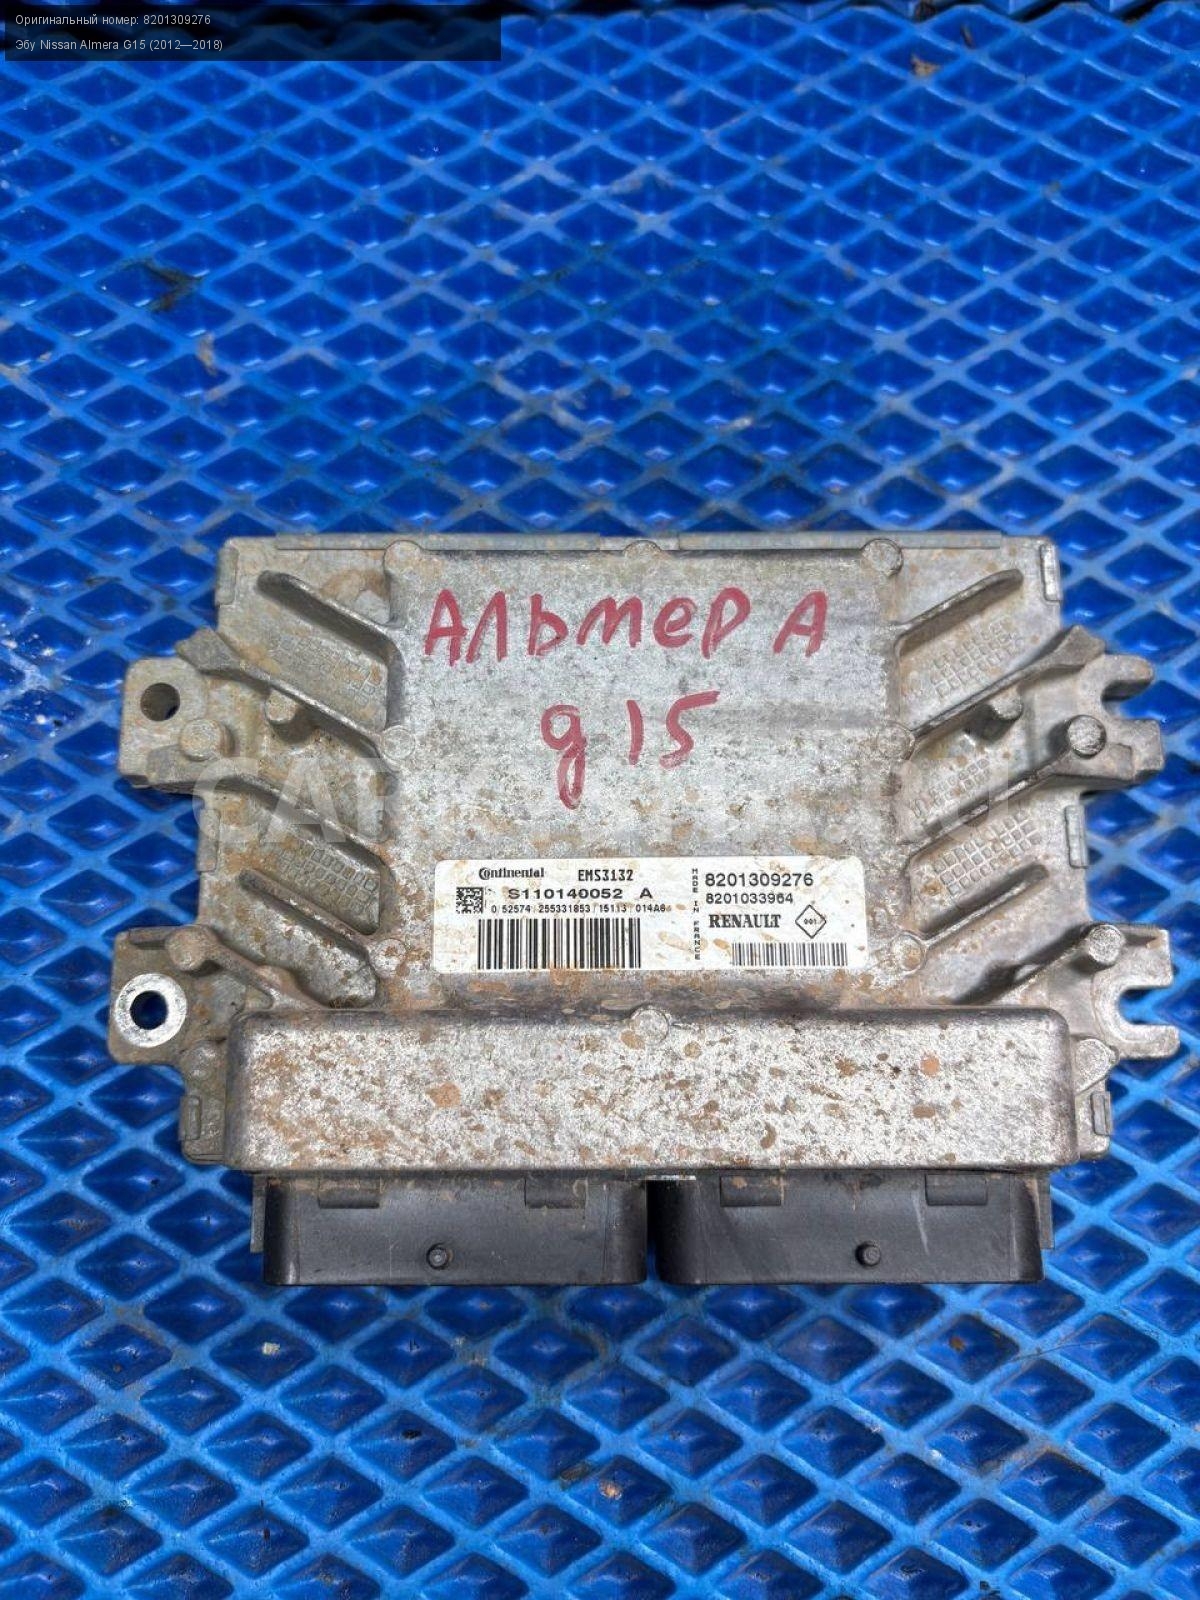 Оригинальный номер: 8201309276
Эбу Nissan Almera G15 (2012—2018)
АЛЬМЕРА
g 15
Continental EMS3132
S110140052 A
0 52574 255331853 15113 014A6
MADE IN FRANCE
8201309276
8201033964
RENAULT